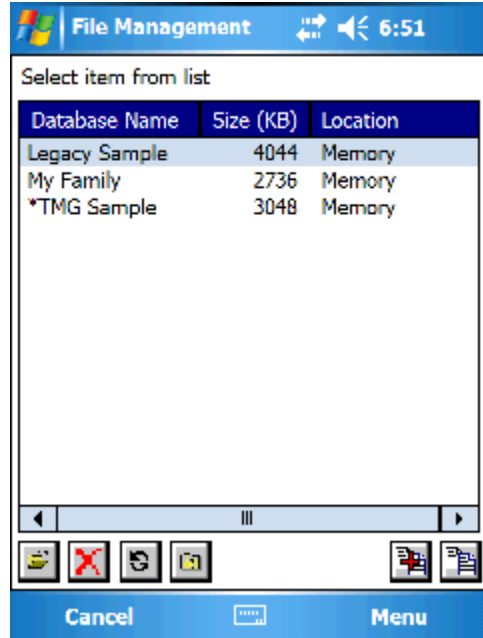 File Management 6:51
Select item from list
Database Name Size (KB) Location
Legacy Sample 4044 Memory
My Family 2736 Memory
*TMG Sample 3048 Memory
Cancel Menu